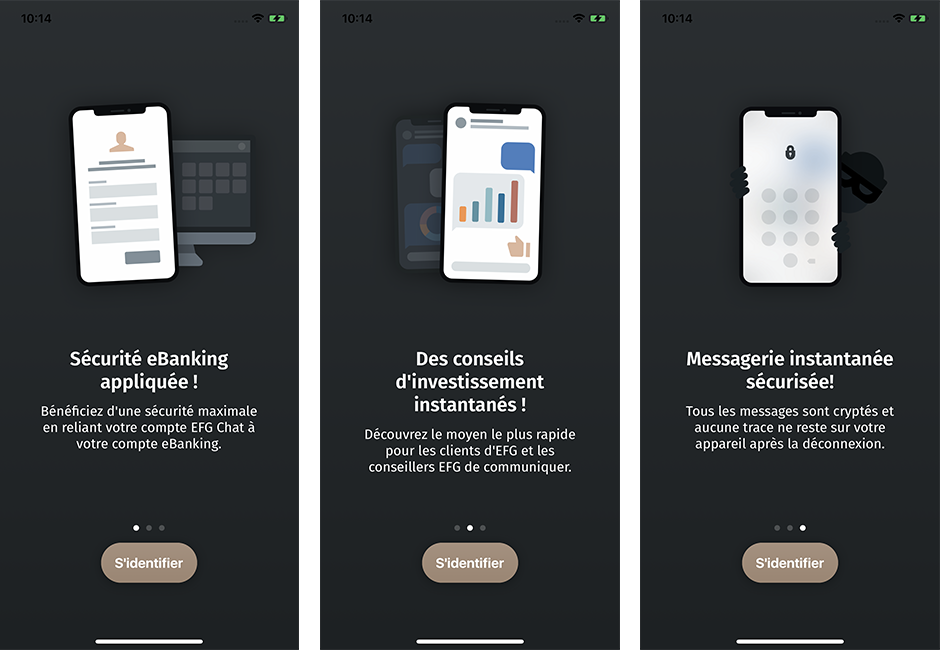 10:14
Sécurité eBanking
appliquée !
Bénéficiez d'une sécurité maximale
en reliant votre compte EFG Chat à
votre compte eBanking.
S'identifier
10:14
Des conseils
d'investissement
instantanés !
Découvrez le moyen le plus rapide
pour les clients d'EFG et les
conseillers EFG de communiquer.
S'identifier
10:14
Messagerie instantanée
sécurisée!
Tous les messages sont cryptés et
aucune trace ne reste sur votre
appareil après la déconnexion.
S'identifier